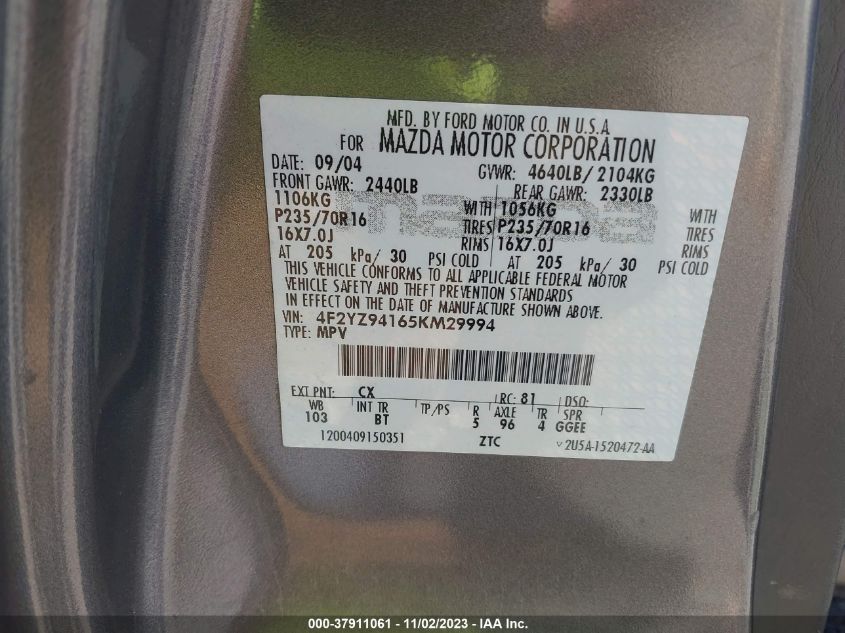 MFD. BY FORD MOTOR CO. IN U.S.A.
FOR MAZDA MOTOR CORPORATION
DATE: 09/04 GVWR: 4640LB/ 2104KG
FRONT GAWR: 2440LB REAR GAWR: 2330LB
1106KG WITH 1056KG WITH
P235/70R16 TIRES P235/70R16 TIRES
16X7.0J RIMS 16X7.0J RIMS
AT 205 kPa/ 30 PSI COLD AT 205 kPa/ 30 PSI COLD
THIS VEHICLE CONFORMS TO ALL APPLICABLE FEDERAL MOTOR
VEHICLE SAFETY AND THEFT PREVENTION STANDARDS
IN EFFECT ON THE DATE OF MANUFACTURE SHOWN ABOVE.
VIN: 4F2YZ94165KM29994
TYPE: MPV
EXT PNT: CX RC: 81 DSO:
WB INT TR TP/PS R AXLE TR SPR
103 BT 5 96 4 GGEE
1200409150351 ZTC v 2U5A-1520472-AA
000-37911061 - 11/02/2023 - IAA Inc.